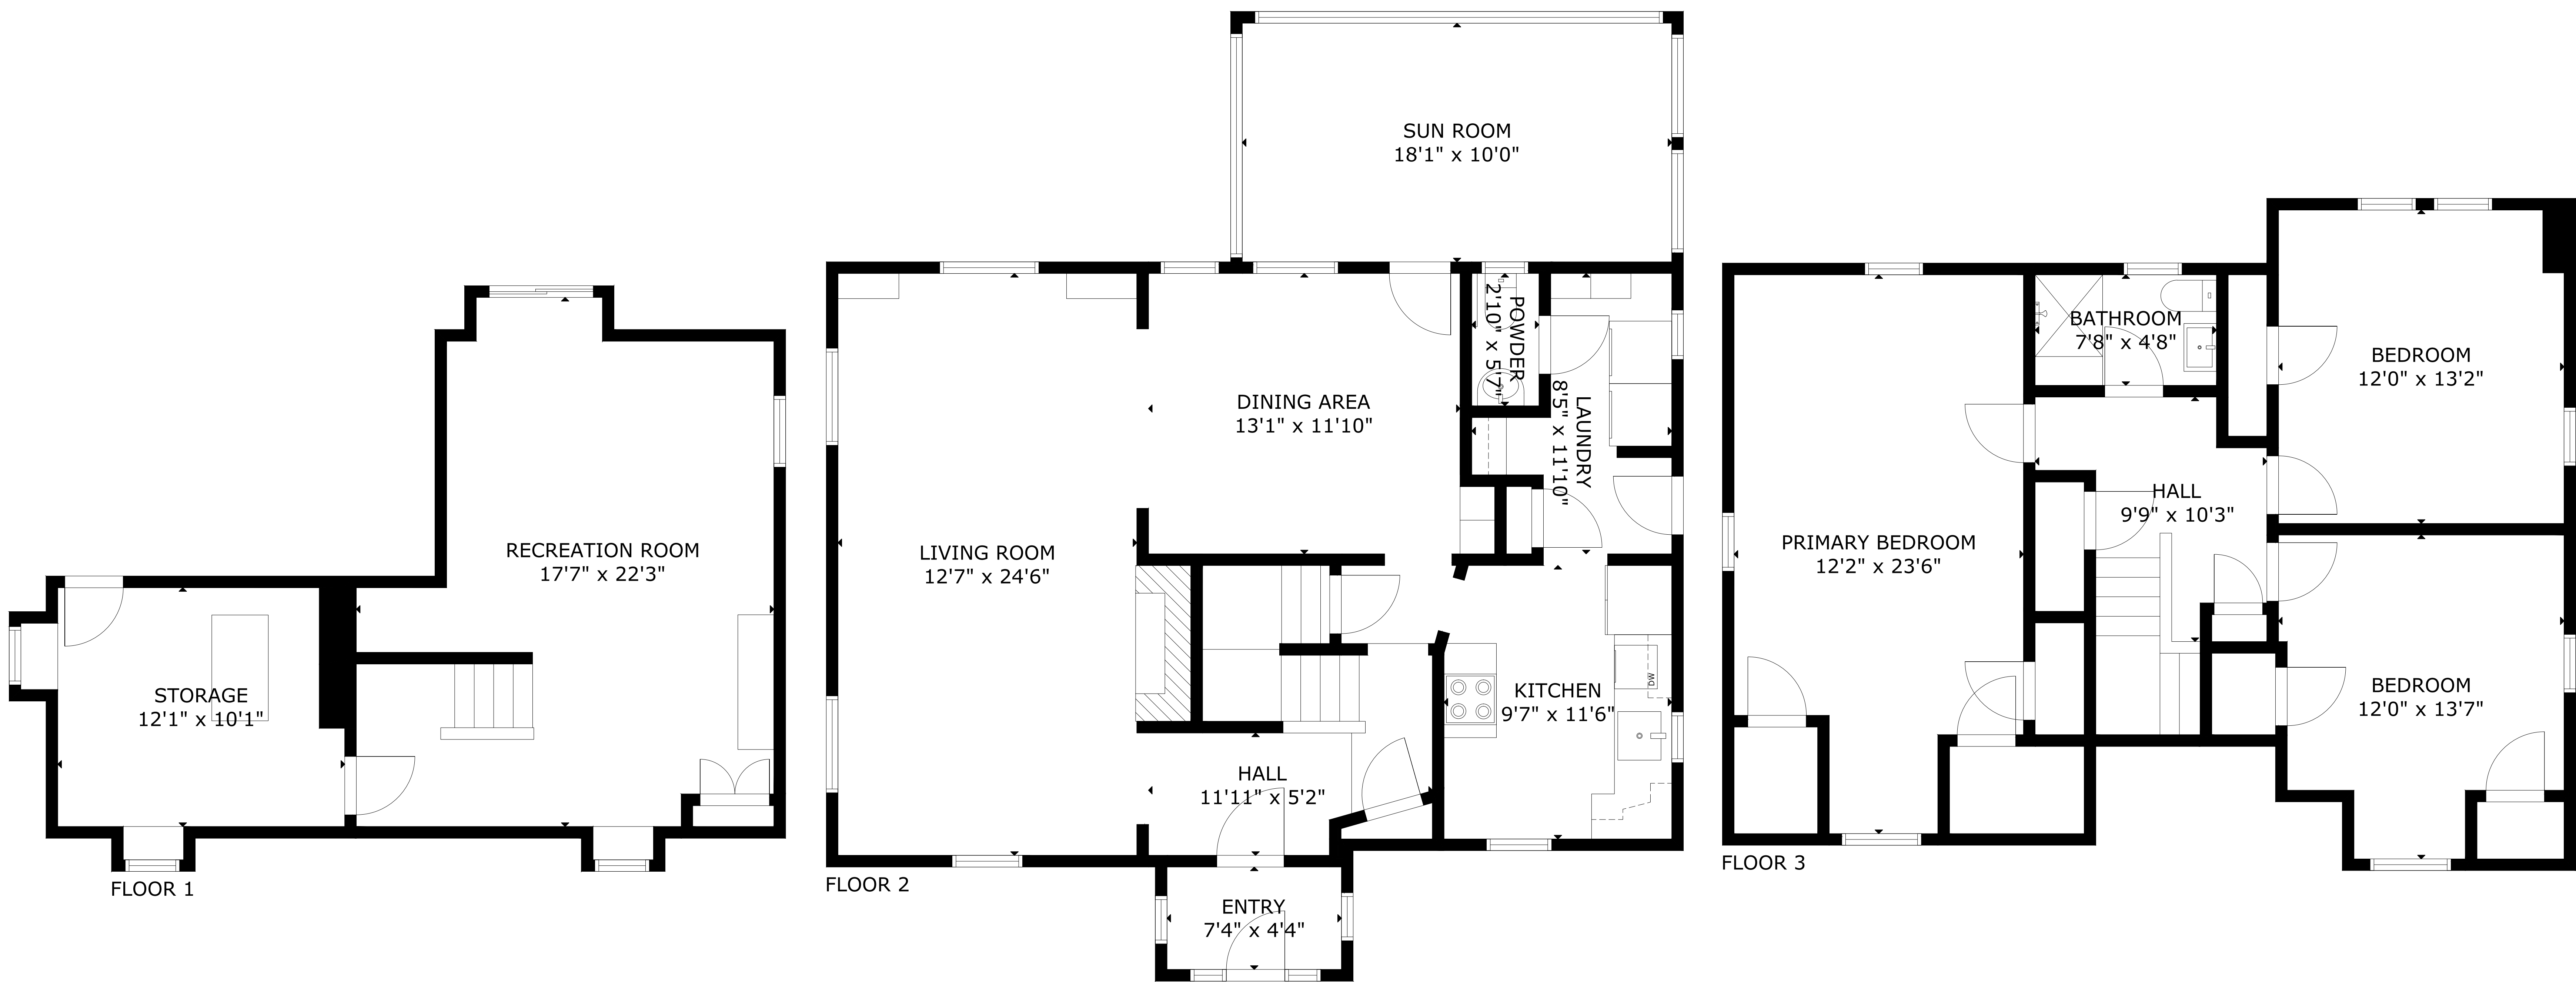 RECREATION ROOM
17'7" x 22'3"
STORAGE
12'1" x 10'1"
FLOOR 1
SUN ROOM
18'1" x 10'0"
POWDER
2'10" x 5'7"
DINING AREA
13'1" x 11'10"
LAUNDRY
8'5" x 11'10"
LIVING ROOM
12'7" x 24'6"
KITCHEN
9'7" x 11'6"
DW
HALL
11'11" x 5'2"
ENTRY
7'4" x 4'4"
FLOOR 2
BATHROOM
7'8" x 4'8"
BEDROOM
12'0" x 13'2"
HALL
9'9" x 10'3"
PRIMARY BEDROOM
12'2" x 23'6"
BEDROOM
12'0" x 13'7"
FLOOR 3